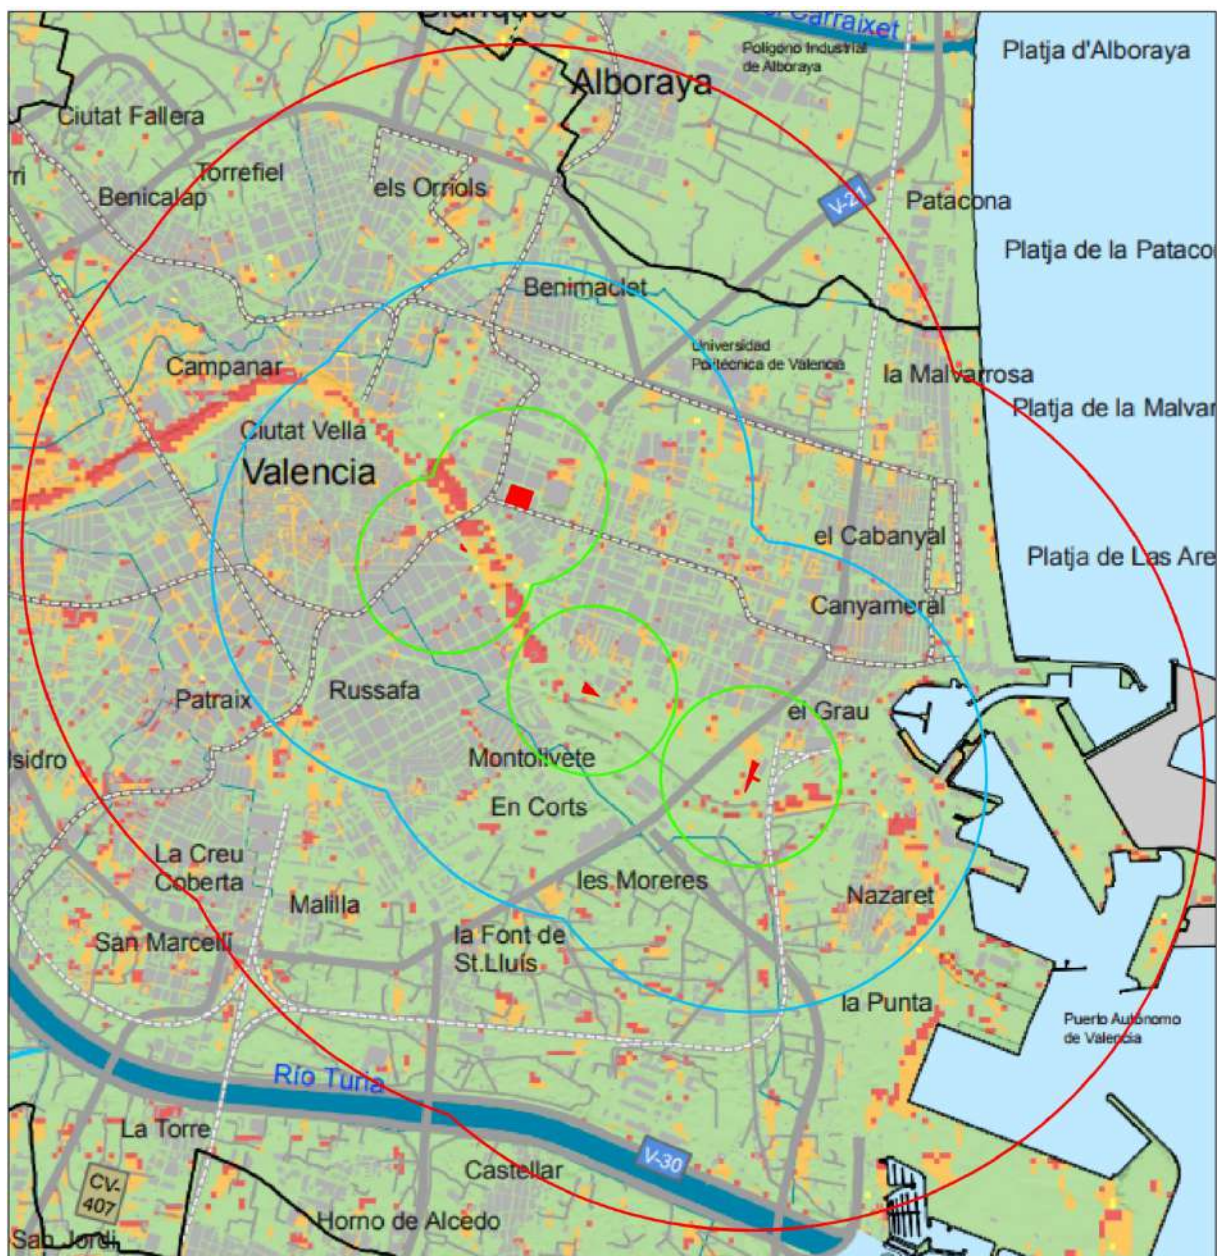 Carraixet
Polígono Industrial
de Alboraya
Platja d'Alboraya
Alboraya
Ciutat Fallera
Torrefiel
els Orriols
Benicalap
V-21
Patacona
Platja de la Pataco
Benimaclet
Universidad
Politécnica de Valencia
Campanar
la Malvarrosa
Platja de la Malvar
Ciutat Vella
Valencia
el Cabanyal
Platja de Las Are
Canyameral
Russafa
Patraix
el Grau
Isidro
Montolivete
En Corts
La Creu
Coberta
les Moreres
Malilla
Nazaret
San Marcelí
la Font de
St.Lluís
la Punta
Puerto Autónomo
de Valencia
Río Turia
La Torre
V-30
Castellar
CV-
407
Horno de Alcedo
San Jordi